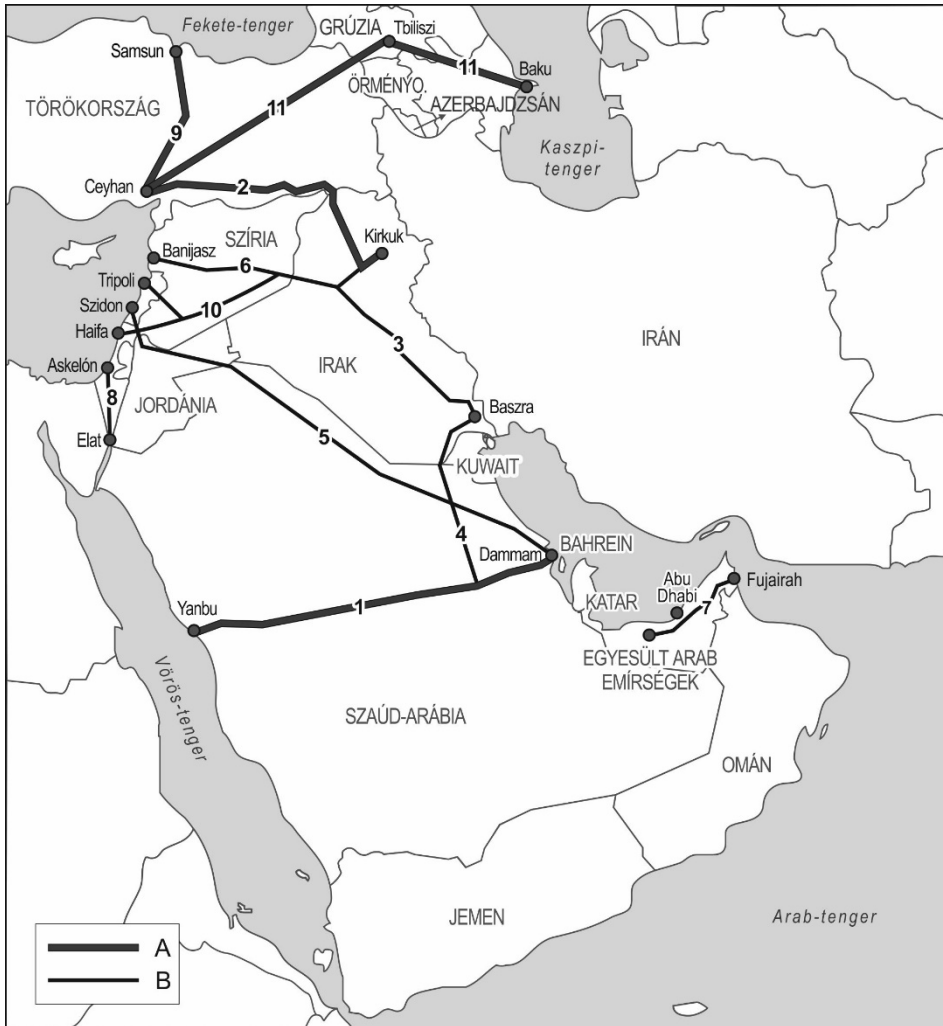 Fekete-tenger
GRÚZIA
Tbiliszi
Samsun
11
Baku
ÖRMÉNYO.
AZERBAJDZSÁN
TÖRÖKORSZÁG
11
9
Kaszpi-
tenger
Ceyhan
2
SZÍRIA
Kirkuk
Banijasz
6
Tripoli
Szidon
10
Haifa
3
IRÁN
Askelón
IRAK
8
JORDÁNIA
Baszra
Elat
5
KUWAIT
4
Dammam
BAHREIN
Abu
Dhabi
Fujairah
KATAR
7
Yanbu
1
EGYESÜLT ARAB
EMÍRSÉGEK
Vörös-tenger
SZAÚD-ARÁBIA
OMÁN
JEMEN
Arab-tenger
A
B